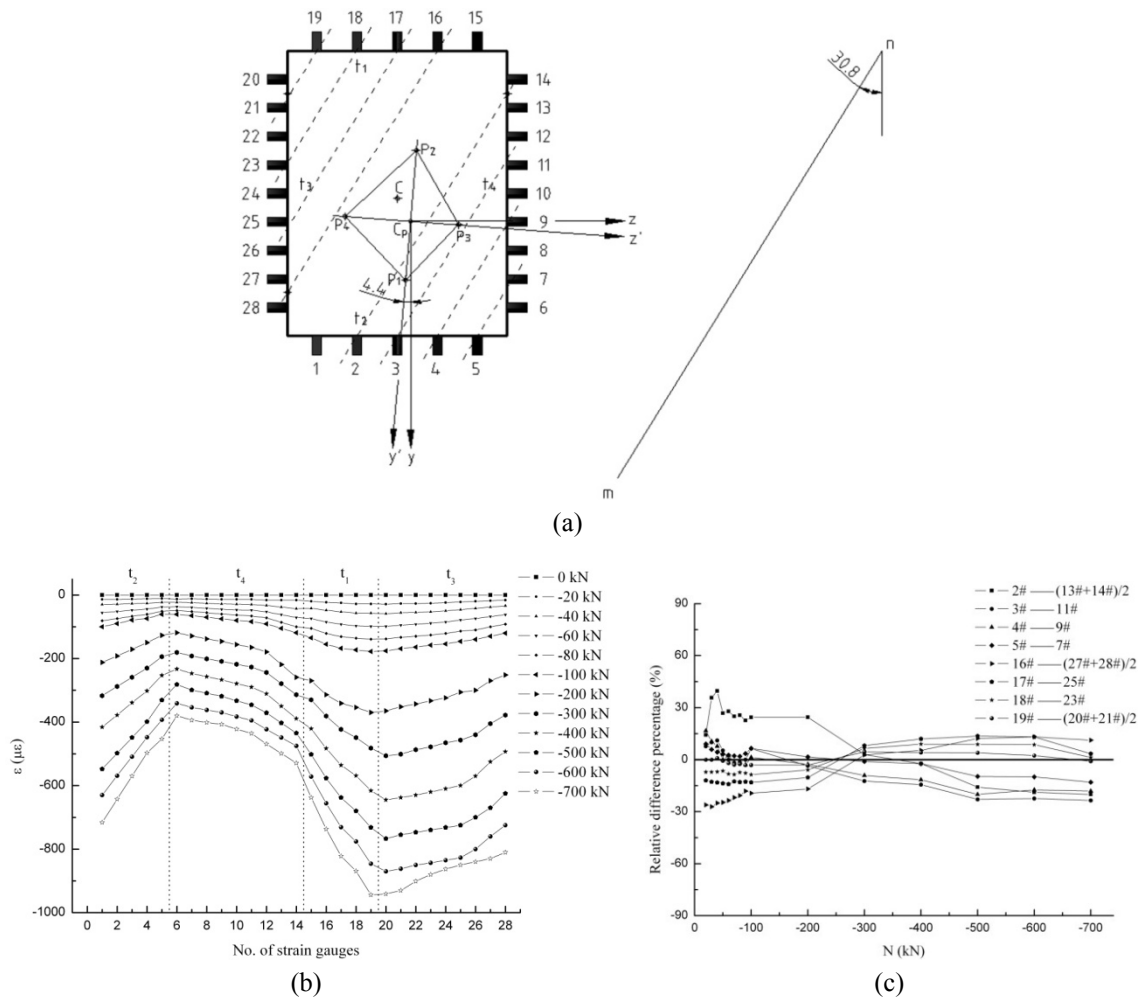 19 18 17 16 15
t₁
20 14
21 13
22 12
23 11
24 10
25 9
26 8
27 7
28 6
t₃ t₄
P₂
C
P₄ P₃
Cₚ
P₁
4.4
t₂
1 2 3 4 5
z
z'
y' y
n
30.8
m
(a)
t₂ t₄ t₁ t₃
0
-200
-400
-600
-800
-1000
ε (με)
0 2 4 6 8 10 12 14 16 18 20 22 24 26 28
No. of strain gauges
0 kN
-20 kN
-40 kN
-60 kN
-80 kN
-100 kN
-200 kN
-300 kN
-400 kN
-500 kN
-600 kN
-700 kN
(b)
2# —— (13#+14#)/2
3# —— 11#
4# —— 9#
5# —— 7#
16# —— (27#+28#)/2
17# —— 25#
18# —— 23#
19# —— (20#+21#)/2
90
60
30
0
-30
-60
-90
Relative difference percentage (%)
0 -100 -200 -300 -400 -500 -600 -700
N (kN)
(c)